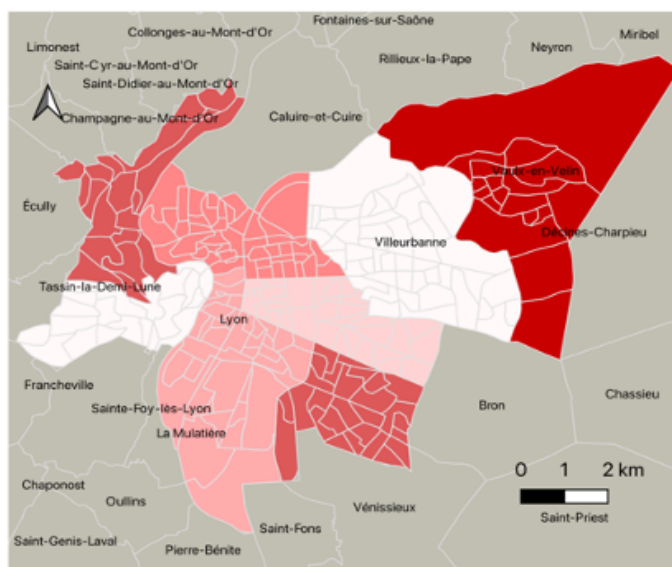 Fontaines-sur-Saône
Collonges-au-Mont-d'Or
Miribel
Limonest
Neyron
Rillieux-la-Pape
Saint-Cyr-au-Mont-d'Or
Saint-Didier-au-Mont-d'Or
Champagne-au-Mont-d'Or
Caluire-et-Cuire
Vaulx-en-Velin
Écully
Décines-Charpieu
Villeurbanne
Tassin-la-Demi-Lune
Lyon
Francheville
Chassieu
Sainte-Foy-lès-Lyon
Bron
La Mulatière
0 1 2 km
Chaponost
Oullins
Vénissieux
Saint-Priest
Saint-Fons
Saint-Genis-Laval
Pierre-Bénite